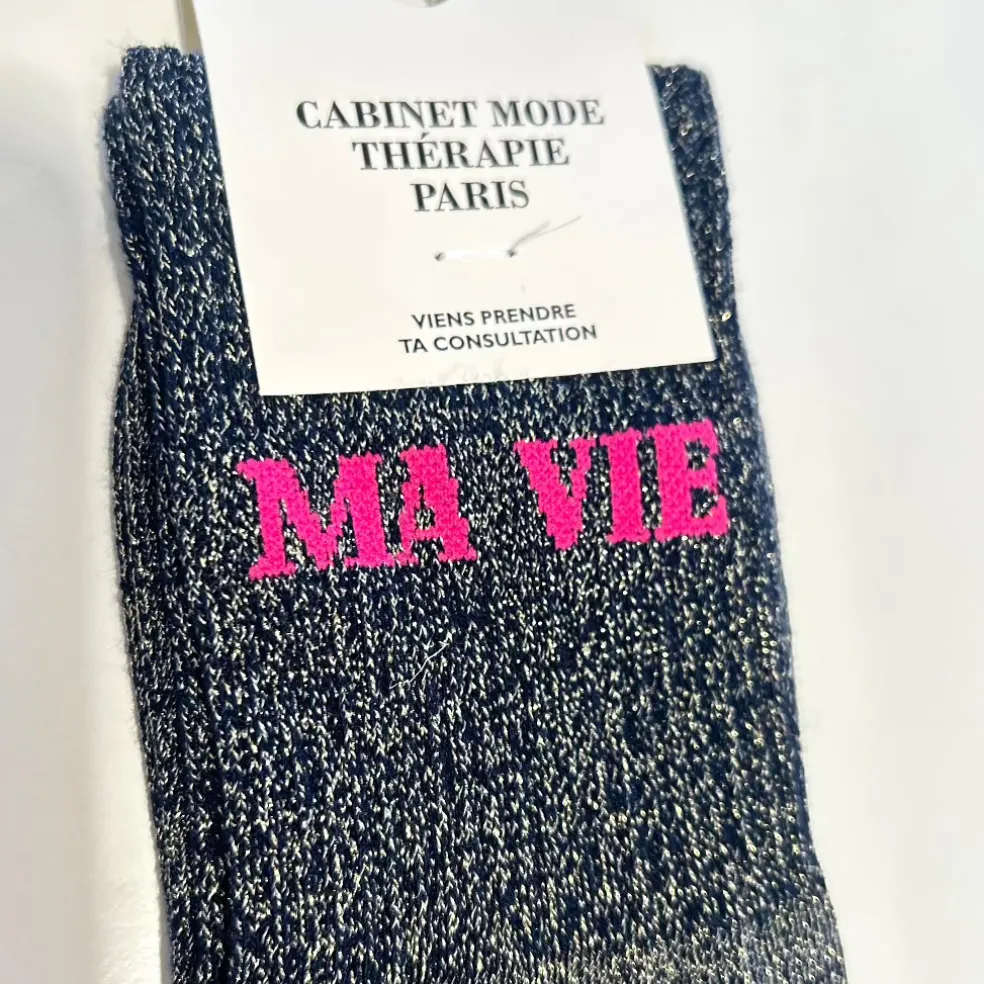 CABINET MODE
THÉRAPIE
PARIS
VIENS PRENDRE
TA CONSULTATION
MA VIE